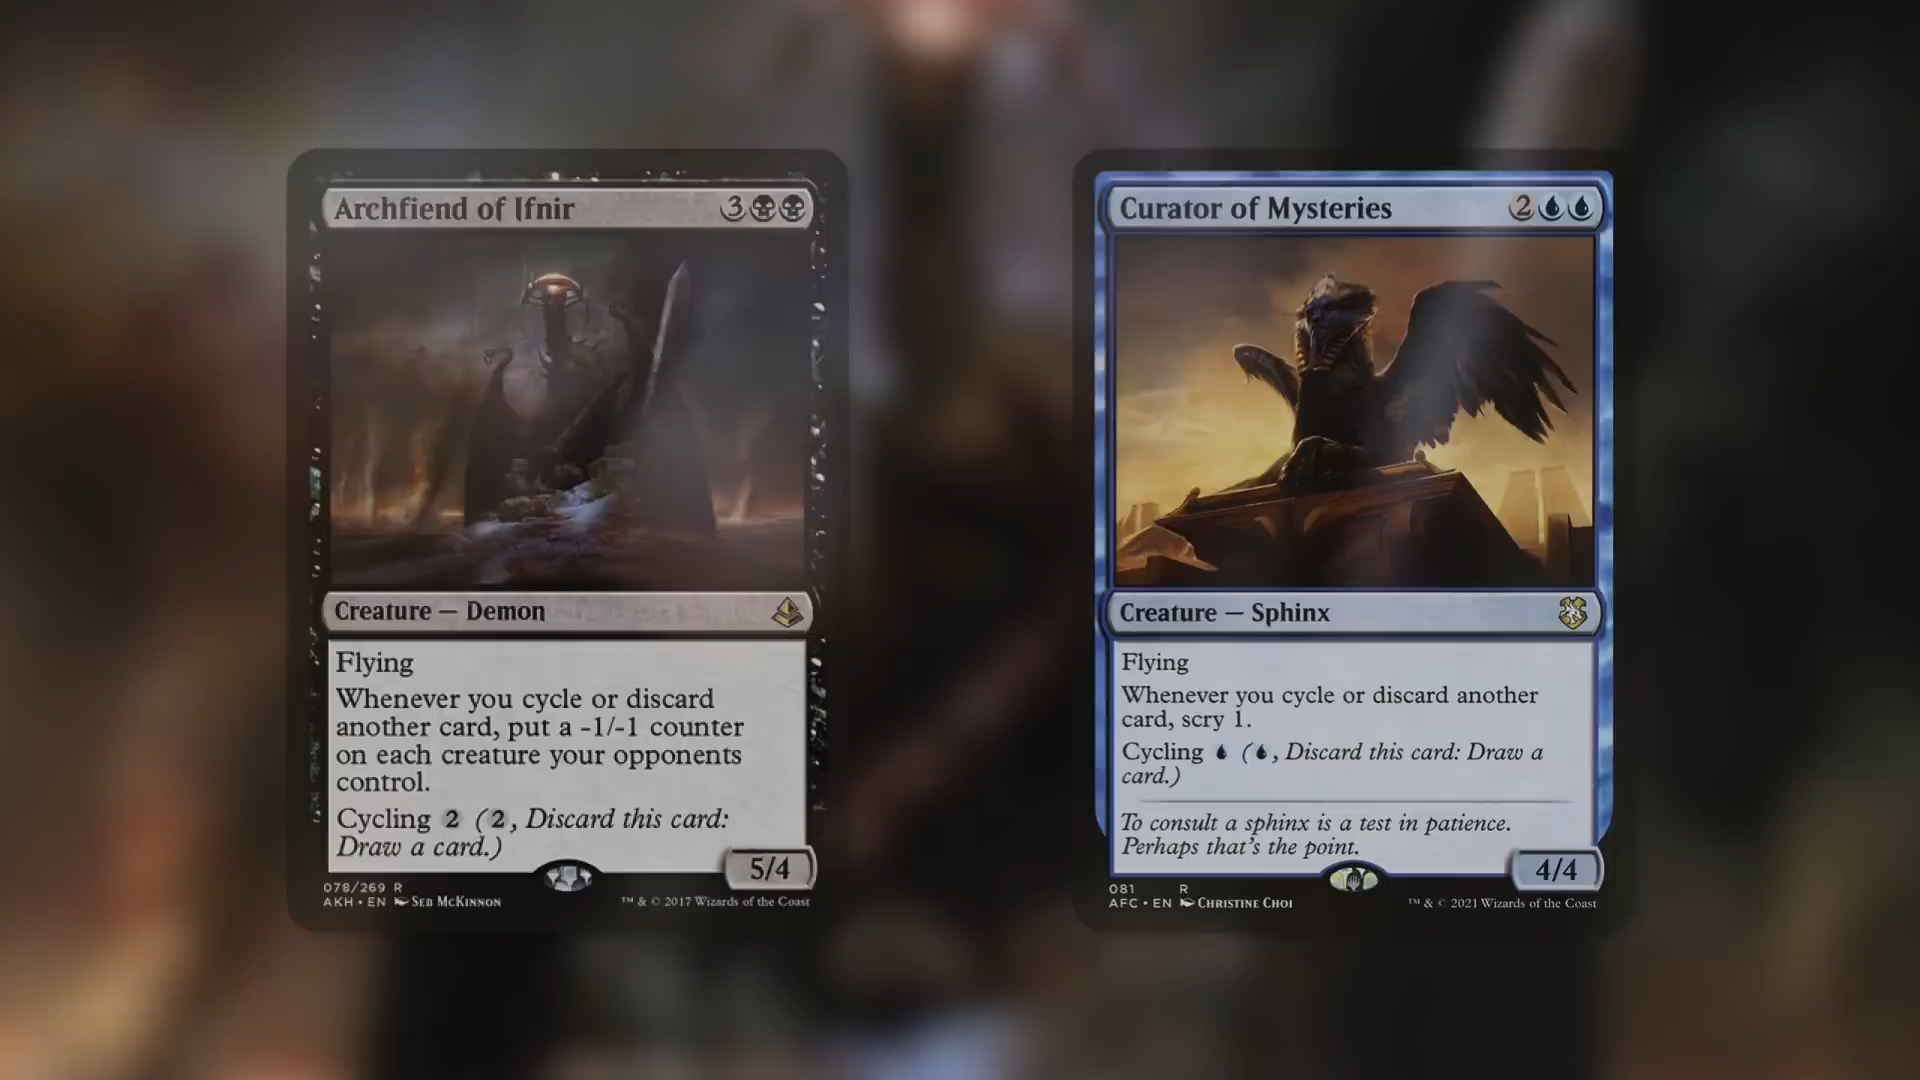 Archfiend of Ifnir 3
Creature — Demon
Flying
Whenever you cycle or discard
another card, put a -1/-1 counter
on each creature your opponents
control.
Cycling 2 (2, Discard this card:
Draw a card.)
5/4
078/269 R
AKH • EN Seb McKinnon
™ & © 2017 Wizards of the Coast
Curator of Mysteries 2
Creature — Sphinx
Flying
Whenever you cycle or discard another
card, scry 1.
Cycling (, Discard this card: Draw a
card.)
To consult a sphinx is a test in patience.
Perhaps that's the point.
4/4
081 R
AFC • EN Christine Choi
™ & © 2021 Wizards of the Coast